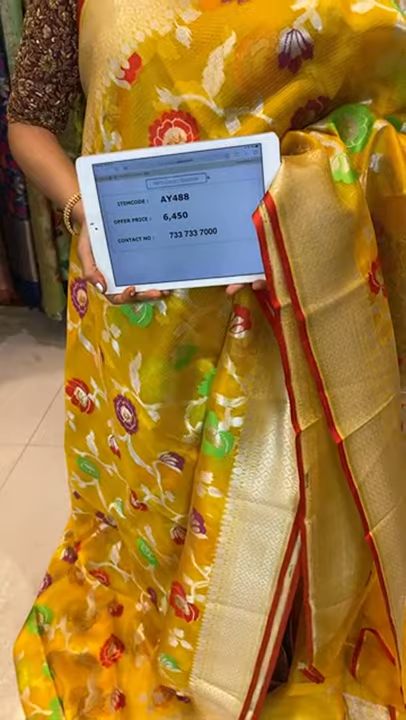 ITEMCODE : AY488
OFFER PRICE : 6,450
CONTACT NO : 733 733 7000